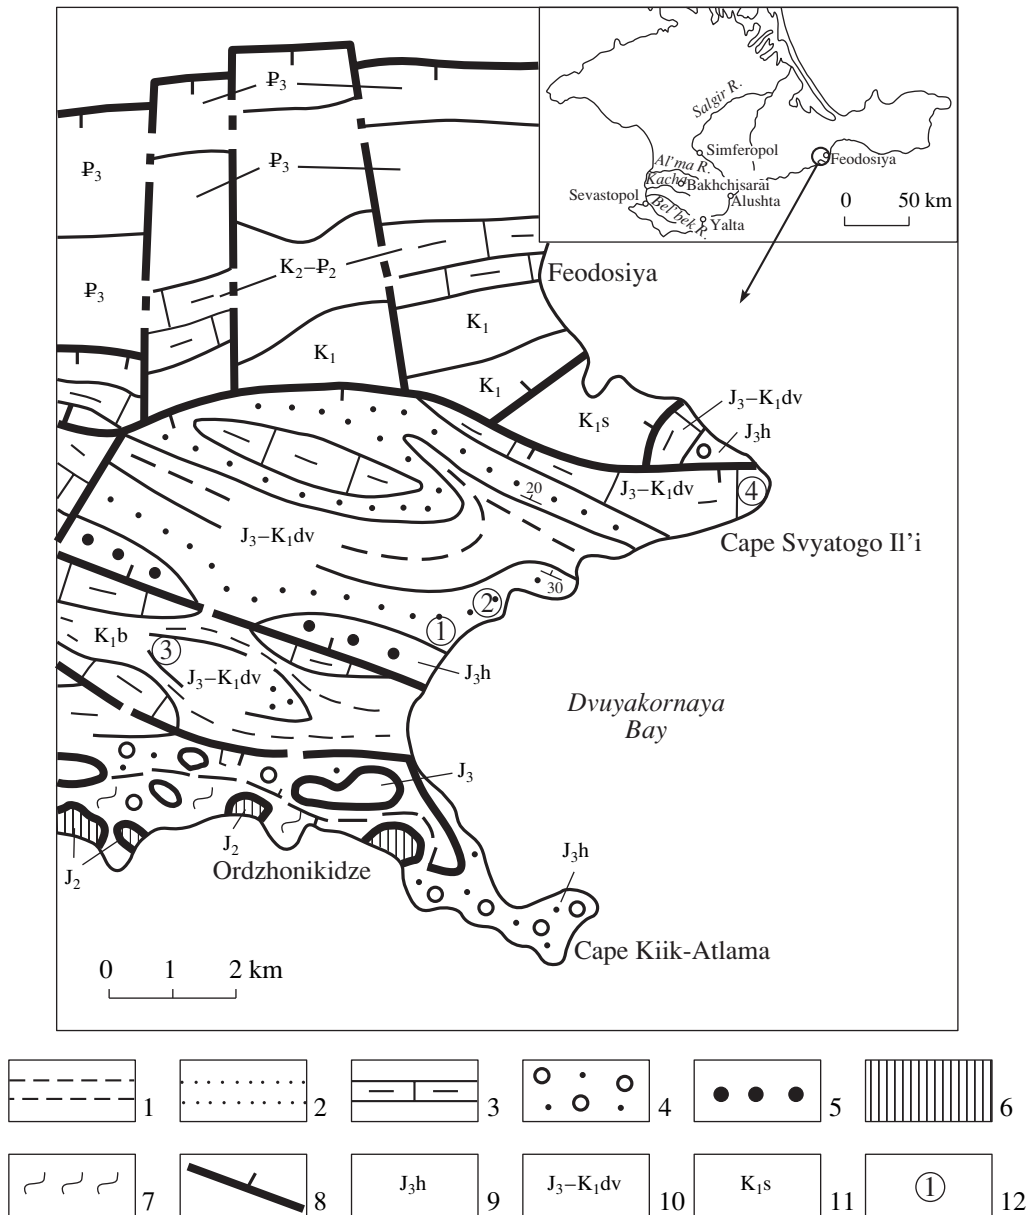 Salgir R.
Simferopol
Al'ma R.
Kacha
Bakhchisarai
Sevastopol
Alushta
Bel'bek R.
Yalta
Feodosiya
0 50 km
Ꝑ3
Ꝑ3
Ꝑ3
Ꝑ3
K2–Ꝑ2
Feodosiya
K1
K1
K1
K1s
J3–K1dv
J3h
J3–K1dv
4
20
Cape Svyatogo Il’i
J3–K1dv
30
2
1
K1b
3
J3–K1dv
J3h
Dvuyakornaya
Bay
J3
J2
J2
Ordzhonikidze
J3h
Cape Kiik-Atlama
0 1 2 km
1
2
3
4
5
6
7
8
J3h 9
J3–K1dv 10
K1s 11
1 12